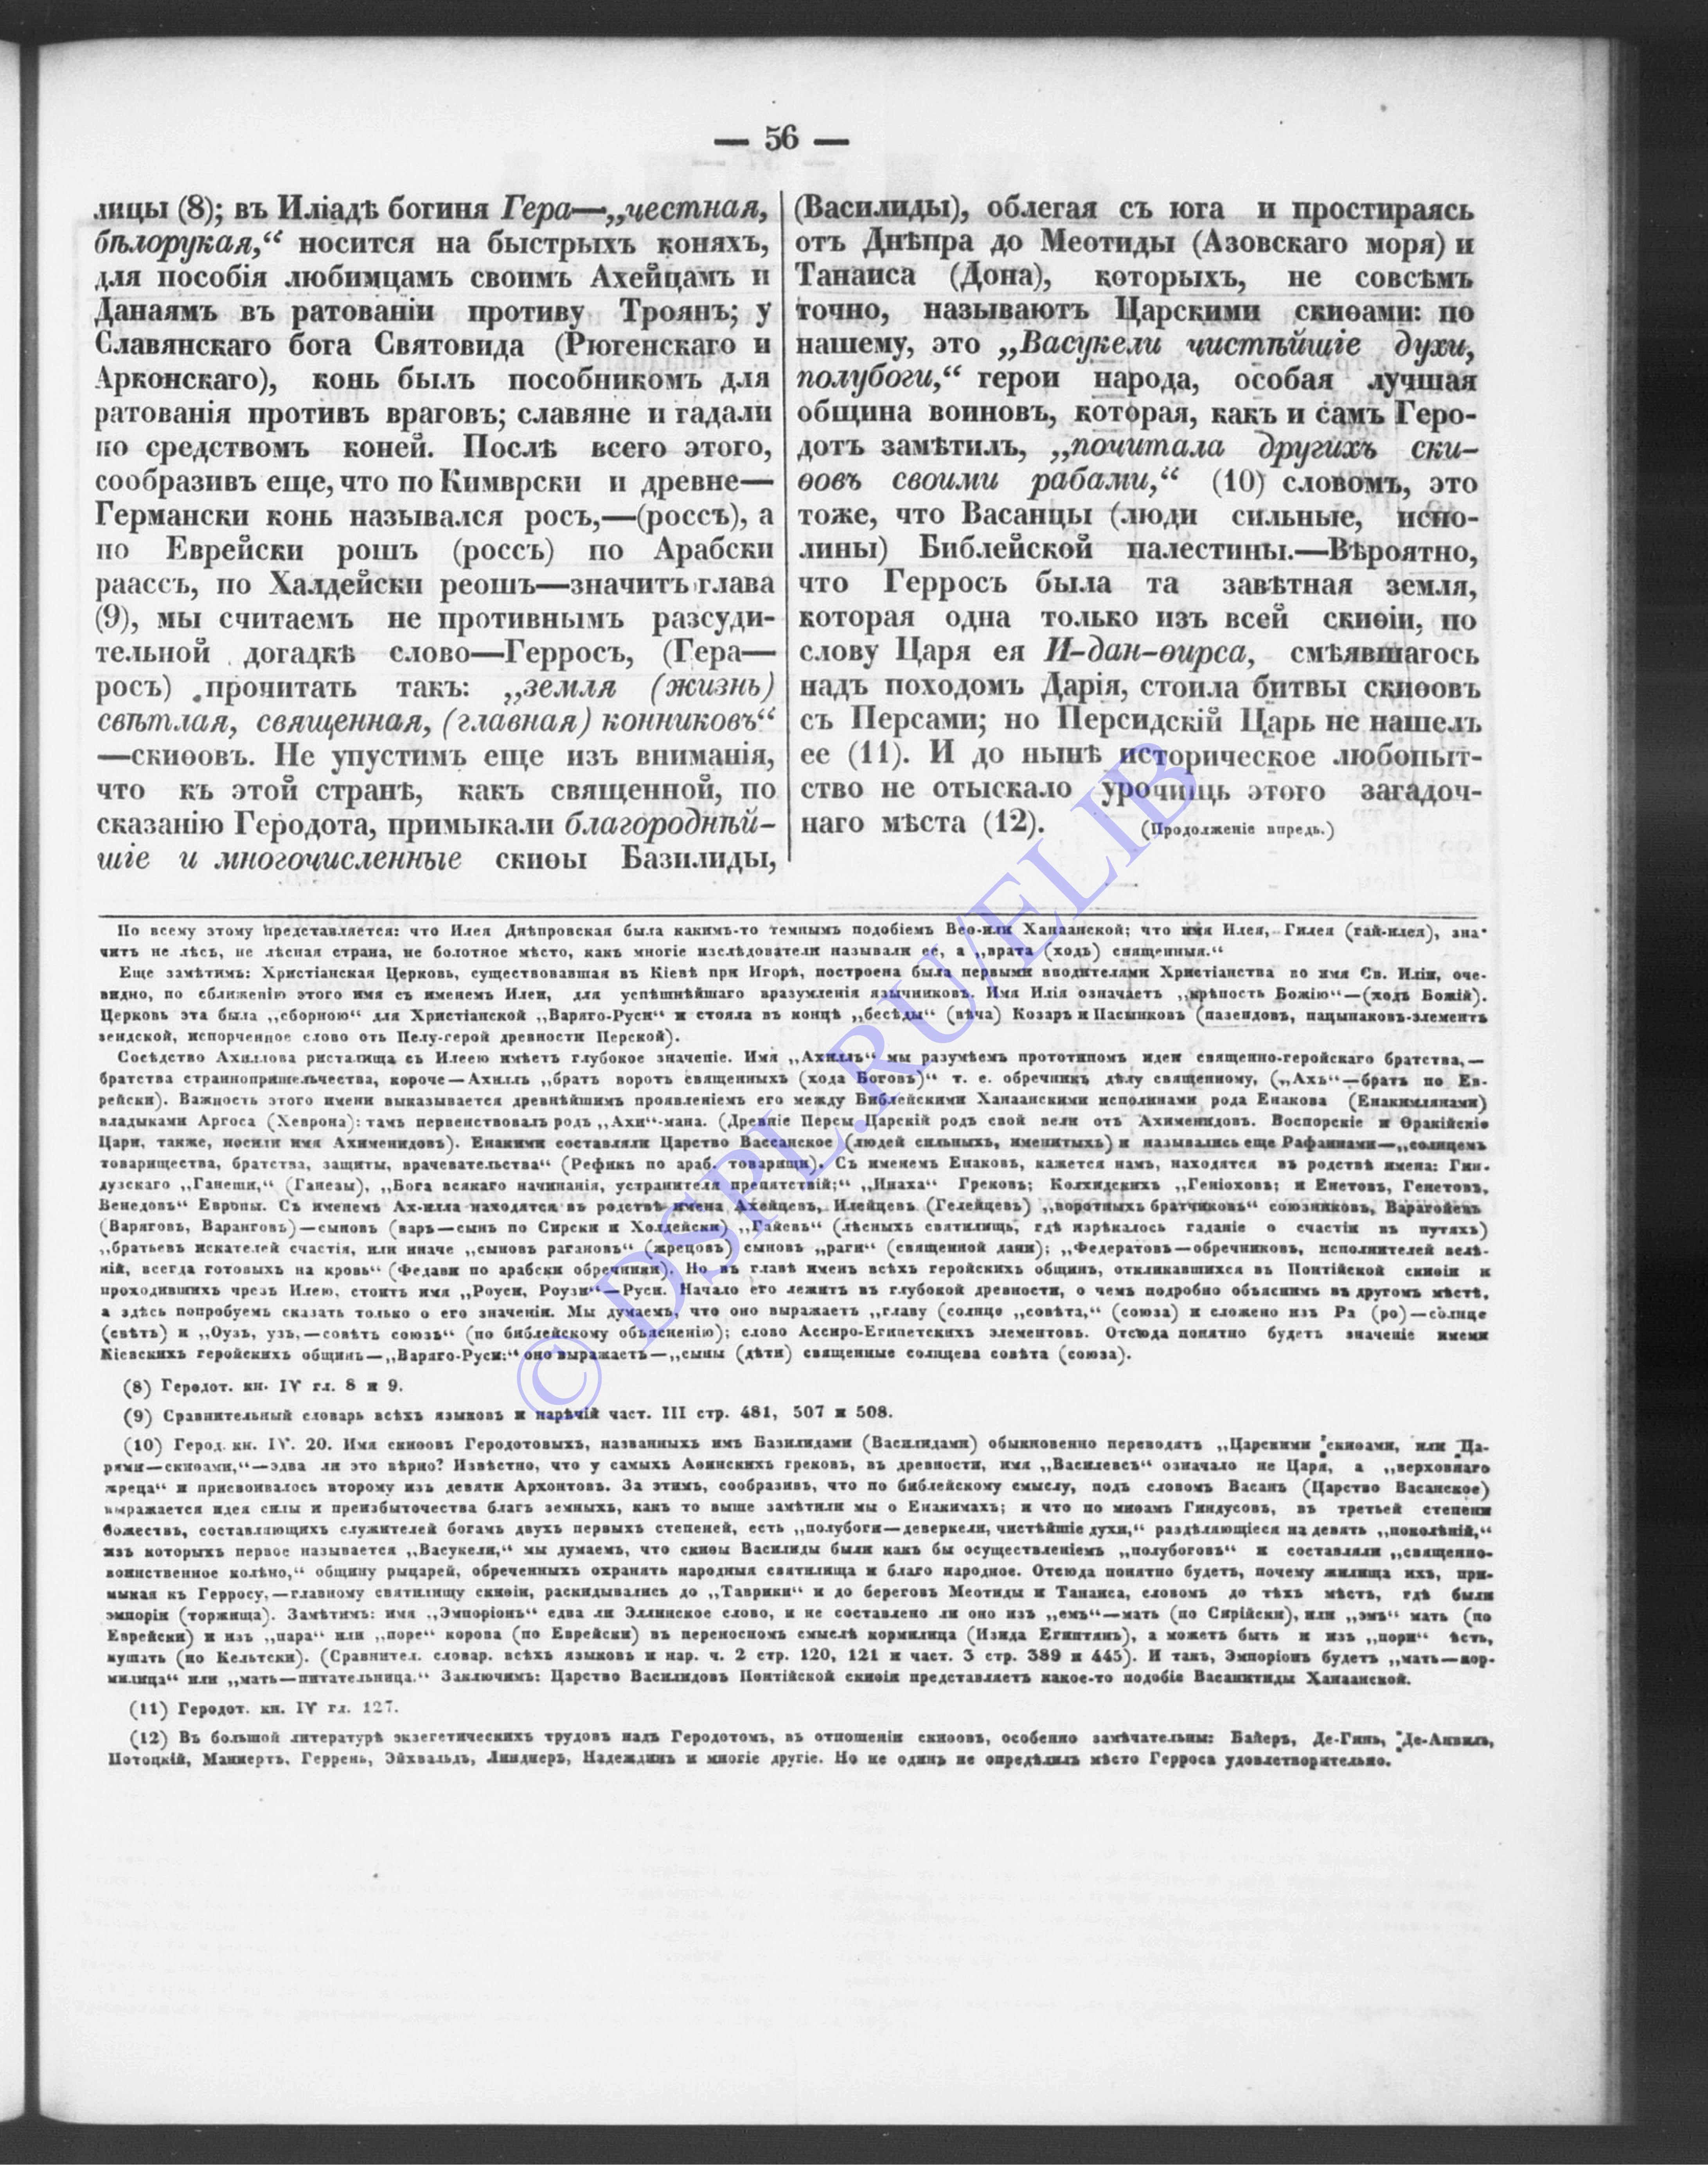 — 56 —
лицы (8); въ Иліадѣ богиня Гера—„честная,
бѣлорукая,“ носится на быстрыхъ коняхъ,
для пособія любимцамъ своимъ Ахейцамъ и
Данаямъ въ ратованіи противу Троянъ; у
Славянскаго бога Святовида (Рюгенскаго и
Арконскаго), конь былъ пособникомъ для
ратованія противъ враговъ; славяне и гадали
по средствомъ коней. Послѣ всего этого,
сообразивъ еще, что по Кимврски и древне—
Германски конь назывался росъ,—(россъ), а
по Еврейски рошъ (россъ) по Арабски
раассъ, по Халдейски реошъ—значитъ глава
(9), мы считаемъ не противнымъ разсуди-
тельной догадкѣ слово—Герросъ, (Гера—
росъ) прочитать такъ: „земля (жизнь)
свѣтлая, священная, (главная) конниковъ“
—скиѳовъ. Не упустимъ еще изъ вниманія,
что къ этой странѣ, какъ священной, по
сказанію Геродота, примыкали благороднѣй-
шіе и многочисленные скиѳы Базилиды,
(Василиды), облегая съ юга и простираясь
отъ Днѣпра до Меотиды (Азовскаго моря) и
Танаиса (Дона), которыхъ, не совсѣмъ
точно, называютъ Царскими скиѳами: по
нашему, это „Васукели чистѣйщіе духи,
полубоги,“ герои народа, особая лучшая
община воиновъ, которая, какъ и самъ Геро-
дотъ замѣтилъ, „почитала другихъ ски-
ѳовъ своими рабами,“ (10) словомъ, это
тоже, что Васанцы (люди сильные, испо-
лины) Библейской палестины.—Вѣроятно,
что Герросъ была та завѣтная земля,
которая одна только изъ всей скиѳіи, по
слову Царя ея И-дан-ѳирса, смѣявшагось
надъ походомъ Дарія, стоила битвы скиѳовъ
съ Персами; но Персидскій Царь не нашелъ
ее (11). И до нынѣ историческое любопыт-
ство не отыскало урочищь этого загадоч-
наго мѣста (12). (Продолженіе впредь.)
По всему этому представляется: что Илея Днѣпровская была какимъ-то темнымъ подобіемъ Вео-или Ханаанской; что имя Илея, Гилея (гай-илея), зна-
чить не лѣсъ, не лѣсная страна, не болотное мѣсто, какъ многіе изслѣдователи называли ее, а „врата (ходъ) священныя.“
Еще замѣтимъ: Христіанская Церковь, существовавшая въ Кіевѣ при Игорѣ, построена была первыми вводителями Христіанства во имя Св. Иліи, оче-
видно, по сближенію этого имя съ именемъ Илеи, для успѣшнѣйшаго вразумленія язычниковъ. Имя Илія означаетъ „крѣпость Божію“—(ходъ Божій).
Церковь эта была „сборною“ для Христіанской „Варяго-Руси“ и стояла въ концѣ „бесѣды“ (вѣча) Козаръ и Пасынковъ (пазендовъ, пацынаковъ-элементъ
зендской, испорченное слово отъ Пелу-герой древности Перской).
Сосѣдство Ахиллова ристалища съ Илеею имѣетъ глубокое значеніе. Имя „Ахиллъ“ мы разумѣемъ прототипомъ идеи священно-геройскаго братства,—
братства страннопришельчества, короче—Ахиллъ „братъ воротъ священныхъ (хода Боговъ)“ т. е. обречникъ дѣлу священному, („Ахъ“—братъ по Ев-
рейски). Важность этого имени выказывается древнѣйшимъ проявленіемъ его между Библейскими Ханаанскими исполинами рода Енакова (Енакимлянами)
владыками Аргоса (Хеврона): тамъ первенствовалъ родъ „Ахи“-мана. (Древніе Персы Царскій родъ свой вели отъ Ахименидовъ. Воспорскіе и Ѳракійскіе
Цари, также, носили имя Ахименидовъ). Енакими составляли Царство Вассанское (людей сильныхъ, именитыхъ) и назывались еще Рафаинами—„солнцемъ
товарищества, братства, защиты, врачевательства“ (Рефикъ по араб. товарищи). Съ именемъ Енаковъ, кажется намъ, находятся въ родствѣ имена: Гин-
дузскаго „Ганеши,“ (Ганезы), „Бога всякаго начинанія, устранителя препятствій;“ „Инаха“ Грековъ; Колхидскихъ „Геніоховъ; и Енетовъ, Генетовъ,
Венедовъ“ Европы. Съ именемъ Ах-илла находятся въ родствѣ имена Ахейцевъ, Илейцевъ (Гелейцевъ) „воротныхъ братчиковъ“ союзниковъ, Варагойевъ
(Варяговъ, Варанговъ)—сыновъ (варъ—сынъ по Сирски и Холдейски) „Гаевъ“ (лѣсныхъ святилищъ, гдѣ изрѣкалось гаданіе о счастіи въ путяхъ)
„братьевъ искателей счастія, или иначе „сыновъ рагановъ“ (жрецовъ) сыновъ „раги“ (священной дани); „Федератовъ—обречниковъ, исполнителей велѣ-
ній, всегда готовыхъ на кровь“ (Федави по арабски обречники). Но въ главѣ именъ всѣхъ геройскихъ общинъ, откликавшихся въ Понтійской скиѳіи и
проходившихъ чрезъ Илею, стоитъ имя „Роуси, Роузи“—Руси. Начало его лежитъ въ глубокой древности, о чемъ подробно объяснимъ въ другомъ мѣстѣ,
а здѣсь попробуемъ сказать только о его значеніи. Мы думаемъ, что оно выражаетъ „главу (солнце „совѣта,“ (союза) и сложено изъ Ра (ро)—солнце
(свѣтъ) и „Оузъ, узъ,—совѣтъ союзъ“ (по библейскому объясненію); слово Ассиро-Египетскихъ элементовъ. Отсюда понятно будетъ значеніе имени
Кіевскихъ геройскихъ общинъ—„Варяго-Руси:“ оно выражаетъ—„сыны (дѣти) священные солнцева совѣта (союза).
(8) Геродот. кн. IV гл. 8 и 9.
(9) Сравнительный словарь всѣхъ языковъ и нарѣчій част. III стр. 481, 507 и 508.
(10) Герод. кн. IV. 20. Имя скиѳовъ Геродотовыхъ, названныхъ имъ Базилидами (Василидами) обыкновенно переводятъ „Царскими скиѳами, или Ца-
рями—скиѳами,“—эдва ли это вѣрно? Извѣстно, что у самыхъ Аѳинскихъ грековъ, въ древности, имя „Василевсъ“ означало не Царя, а „верховнаго
жреца“ и присвоивалось второму изъ девяти Архонтовъ. За этимъ, сообразивъ, что по библейскому смыслу, подъ словомъ Васанъ (Царство Васанское)
выражается идея силы и преизбыточества благъ земныхъ, какъ то выше замѣтили мы о Енакимахъ; и что по миѳамъ Гиндусовъ, въ третьей степени
божествъ, составляющихъ служителей богамъ двухъ первыхъ степеней, есть „полубоги—деверкели, чистѣйшіе духи,“ раздѣляющіеся на девять „поколѣній,“
изъ которыхъ первое называется „Васукели,“ мы думаемъ, что скиѳы Василиды были какъ бы осуществленіемъ „полубоговъ“ и составляли „священно-
воинственное колѣно,“ общину рыцарей, обреченныхъ охранять народныя святилища и благо народное. Отсюда понятно будетъ, почему жилища ихъ, при-
мыкая къ Герросу,—главному святилищу скиѳіи, раскидывались до „Таврики“ и до береговъ Меотиды и Танаиса, словомъ до тѣхъ мѣстъ, гдѣ были
эмпоріи (торжища). Замѣтимъ: имя „Эмпоріонъ“ едва ли Эллинское слово, и не составлено ли оно изъ „емъ“—мать (по Сирійски), или „эмъ“ мать (по
Еврейски) и изъ „пара“ или „поре“ корова (по Еврейски) въ переносномъ смыслѣ кормилица (Изида Египтянъ), а можетъ быть и изъ „пори“ ѣсть,
кушать (по Кельтски). (Сравнител. словар. всѣхъ языковъ и нар. ч. 2 стр. 120, 121 и част. 3 стр. 389 и 445). И такъ, Эмпоріонъ будетъ „мать—кор-
милица“ или „мать—питательница.“ Заключимъ: Царство Василидовъ Понтійской скиѳіи представляетъ какое-то подобіе Васанитиды Ханаанской.
(11) Геродот. кн. IV гл. 127.
(12) Въ большой литературѣ экзегетическихъ трудовъ надъ Геродотомъ, въ отношеніи скиѳовъ, особенно замѣчательны: Байеръ, Де-Гинь, Де-Анвиль,
Потоцкій, Маннертъ, Геррень, Эйхвальдъ, Линднеръ, Надеждинъ и многіе другіе. Но не одинъ не опредѣлилъ мѣсто Герроса удовлетворительно.
© DSPL.RU/ELIB